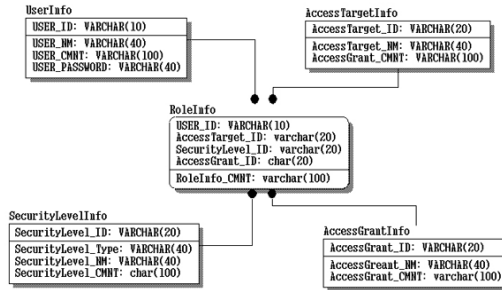 UserInfo
USER_ID: VARCHAR(10)
USER_NM: VARCHAR(40)
USER_CMNT: VARCHAR(100)
USER_PASSWORD: VARCHAR(40)
AccessTargetInfo
AccessTarget_ID: VARCHAR(20)
AccessTarget_NM: VARCHAR(40)
AccessGrant_CMNT: VARCHAR(100)
RoleInfo
USER_ID: VARCHAR(10)
AccessTarget_ID: varchar(20)
SecurityLevel_ID: varchar(20)
AccessGrant_ID: char(20)
RoleInfo_CMNT: varchar(100)
SecurityLevelInfo
SecurityLevel_ID: VARCHAR(20)
SecurityLevel_Type: VARCHAR(40)
SecurityLevel_NM: VARCHAR(40)
SecurityLevel_CMNT: char(100)
AccessGrantInfo
AccessGrant_ID: VARCHAR(20)
AccessGreant_NM: VARCHAR(40)
AccessGrant_CMNT: varchar(100)